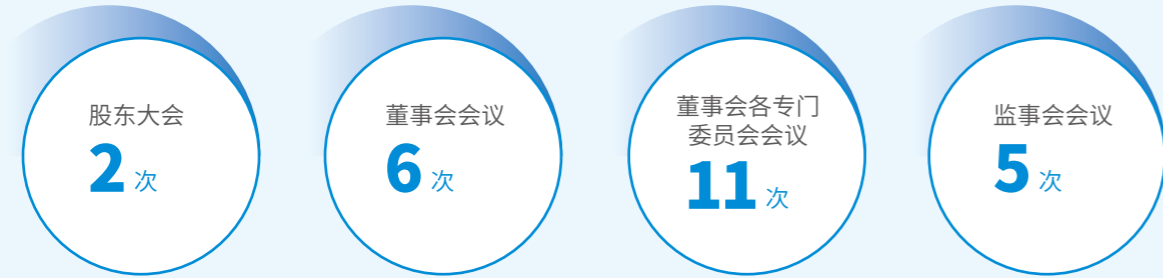 股东大会
2 次
董事会会议
6 次
董事会各专门
委员会会议
11 次
监事会会议
5 次